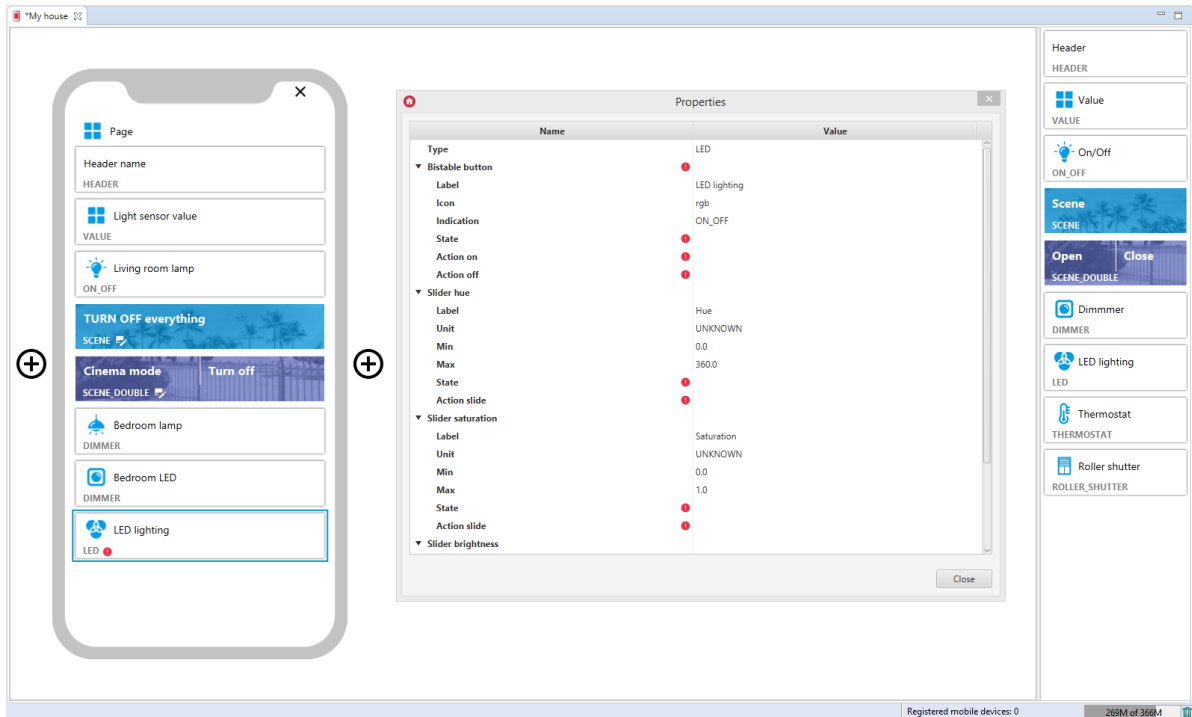 *My house
Page
Header name
HEADER
Light sensor value
VALUE
Living room lamp
ON_OFF
TURN OFF everything
SCENE
Cinema mode Turn off
SCENE_DOUBLE
Bedroom lamp
DIMMER
Bedroom LED
DIMMER
LED lighting
LED
Properties
Name Value
Type LED
Bistable button
Label LED lighting
Icon rgb
Indication ON_OFF
State
Action on
Action off
Slider hue
Label Hue
Unit UNKNOWN
Min 0.0
Max 360.0
State
Action slide
Slider saturation
Label Saturation
Unit UNKNOWN
Min 0.0
Max 1.0
State
Action slide
Slider brightness
Close
Header
HEADER
Value
VALUE
On/Off
ON_OFF
Scene
SCENE
Open Close
SCENE_DOUBLE
Dimmmer
DIMMER
LED lighting
LED
Thermostat
THERMOSTAT
Roller shutter
ROLLER_SHUTTER
Registered mobile devices: 0
269M of 366M